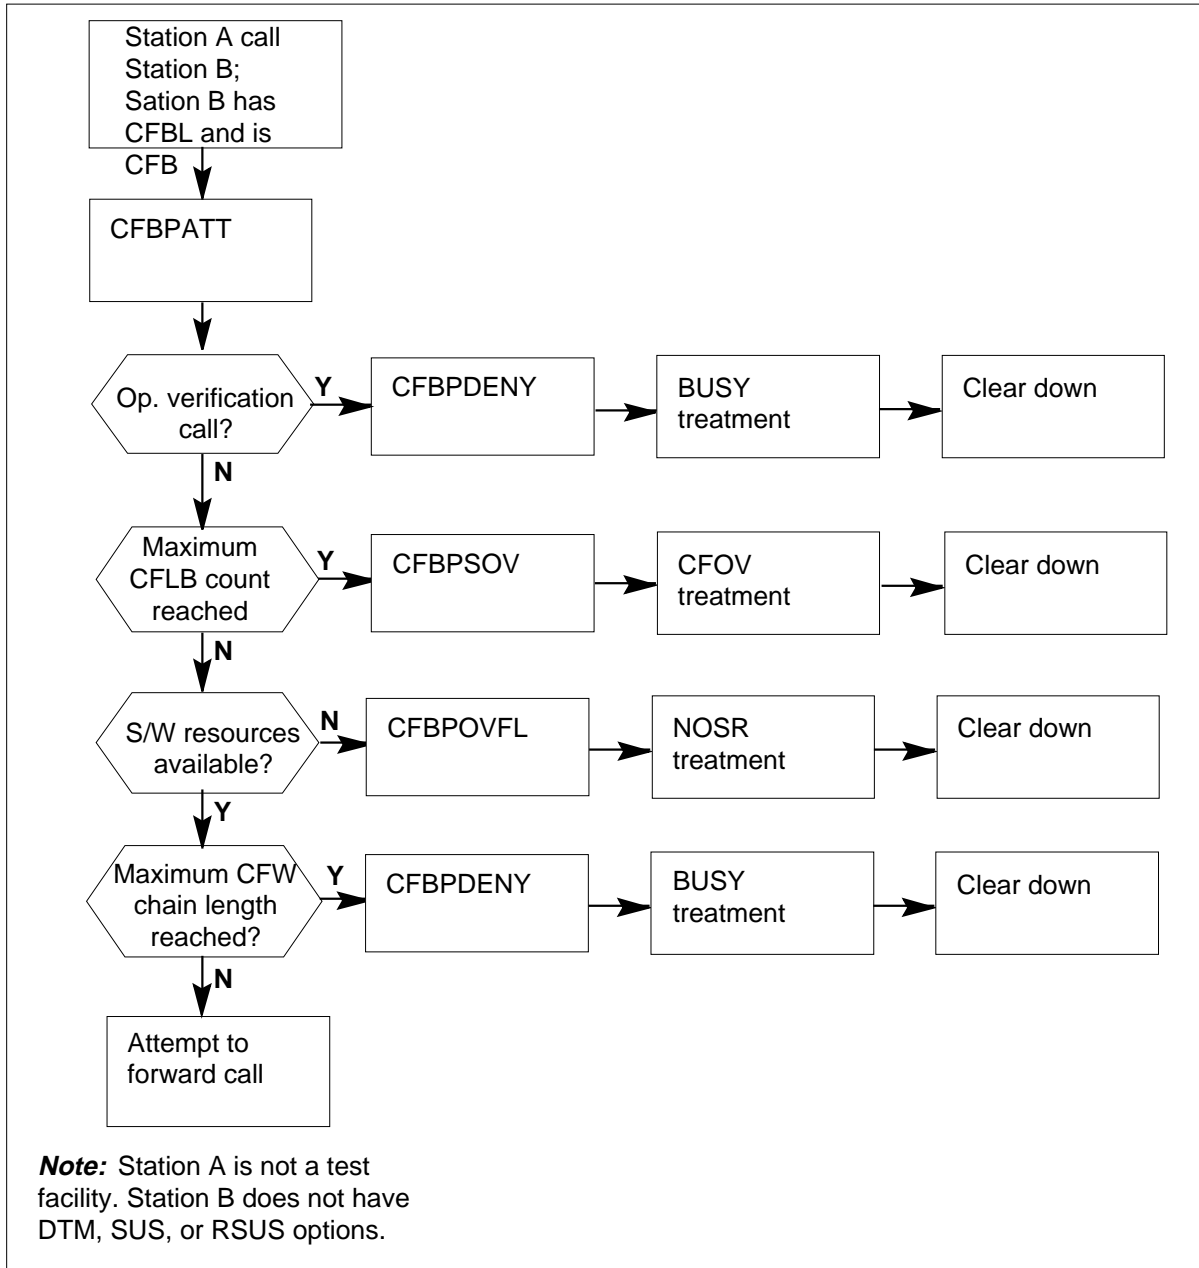 Station A call
Station B;
Sation B has
CFBL and is
CFB
CFBPATT
Op. verification
call?
Y
CFBPDENY
BUSY
treatment
Clear down
N
Maximum
CFLB count
reached
Y
CFBPSOV
CFOV
treatment
Clear down
N
S/W resources
available?
N
CFBPOVFL
NOSR
treatment
Clear down
Y
Maximum CFW
chain length
reached?
Y
CFBPDENY
BUSY
treatment
Clear down
N
Attempt to
forward call
Note: Station A is not a test
facility. Station B does not have
DTM, SUS, or RSUS options.